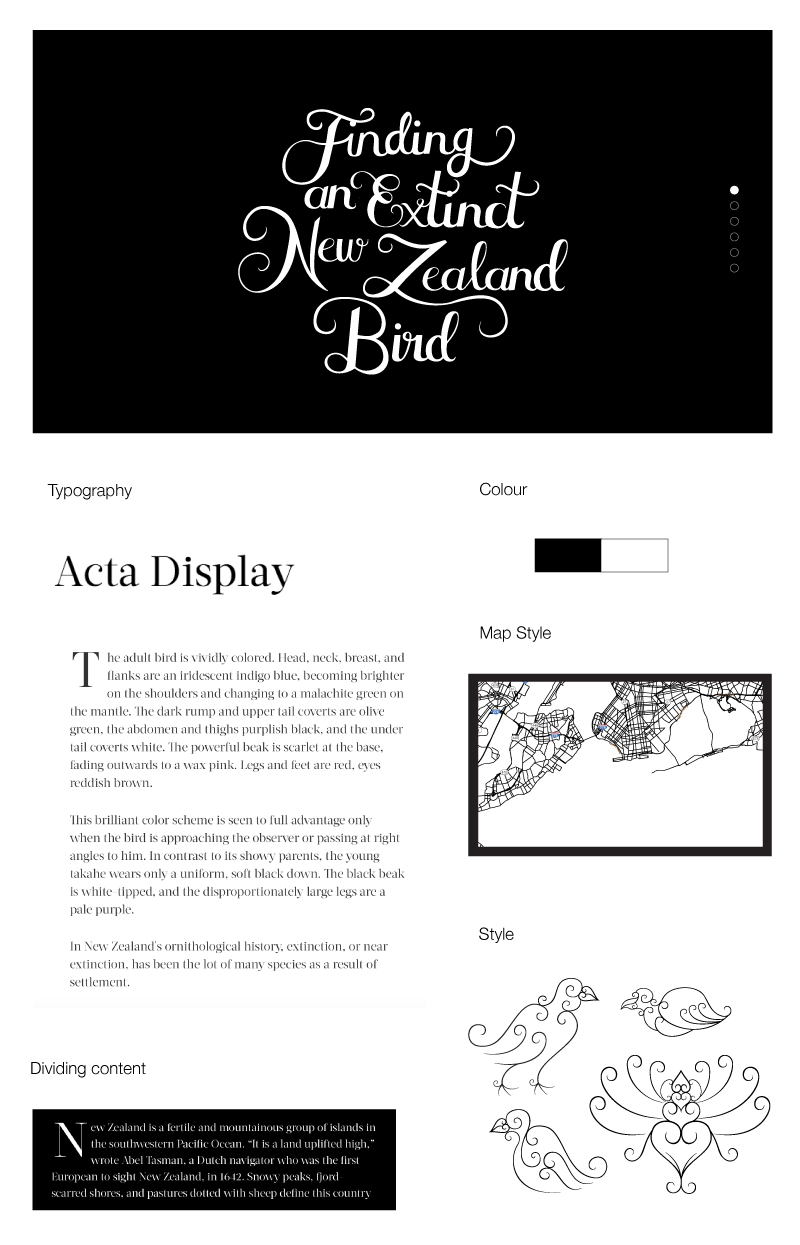 Finding
an Extinct
New Zealand
Bird
Typography
Acta Display
The adult bird is vividly colored. Head, neck, breast, and
flanks are an iridescent indigo blue, becoming brighter
on the shoulders and changing to a malachite green on
the mantle. The dark rump and upper tail coverts are olive
green, the abdomen and thighs purplish black, and the under
tail coverts white. The powerful beak is scarlet at the base,
fading outwards to a wax pink. Legs and feet are red, eyes
reddish brown.
This brilliant color scheme is seen to full advantage only
when the bird is approaching the observer or passing at right
angles to him. In contrast to its showy parents, the young
takahe wears only a uniform, soft black down. The black beak
is white-tipped, and the disproportionately large legs are a
pale purple.
In New Zealand's ornithological history, extinction, or near
extinction, has been the lot of many species as a result of
settlement.
Dividing content
New Zealand is a fertile and mountainous group of islands in
the southwestern Pacific Ocean. “It is a land uplifted high,”
wrote Abel Tasman, a Dutch navigator who was the first
European to sight New Zealand, in 1642. Snowy peaks, fjord-
scarred shores, and pastures dotted with sheep define this country
Colour
Map Style
Style